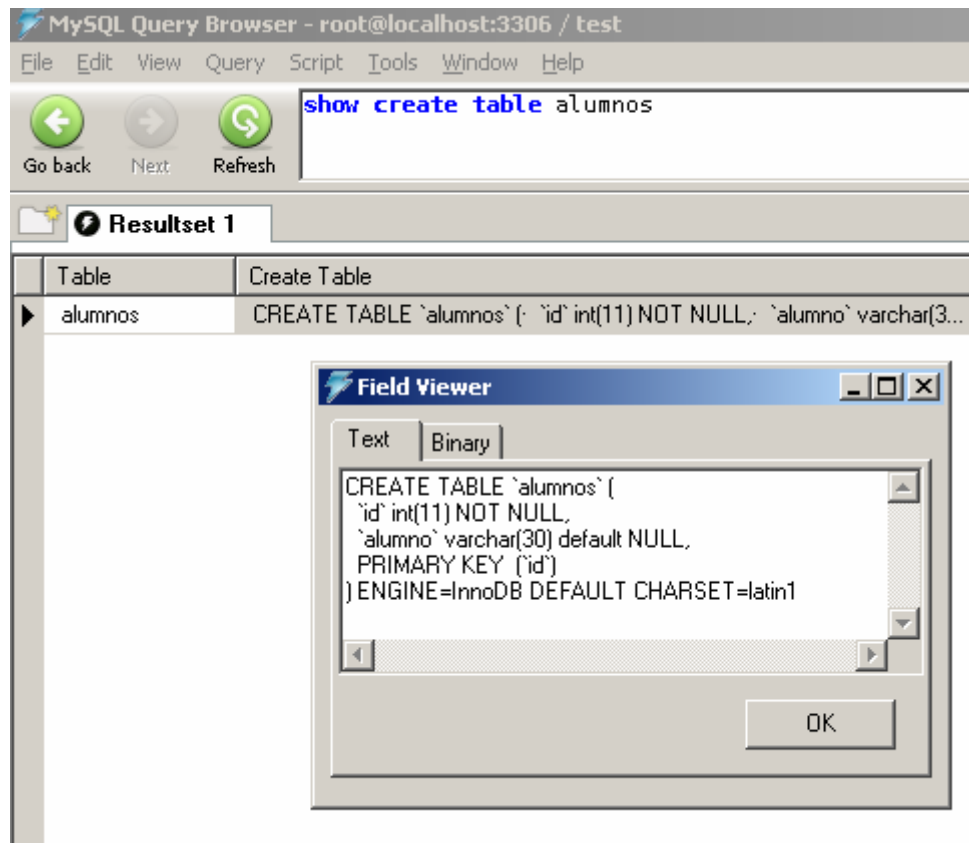 MySQL Query Browser - root@localhost:3306 / test
File Edit View Query Script Tools Window Help
show create table alumnos
Go back Next Refresh
Resultset 1
Table Create Table
alumnos CREATE TABLE `alumnos` (· `id` int(11) NOT NULL,· `alumno` varchar(3...
Field Viewer
Text Binary
CREATE TABLE `alumnos` (
`id` int(11) NOT NULL,
`alumno` varchar(30) default NULL,
PRIMARY KEY (`id`)
) ENGINE=InnoDB DEFAULT CHARSET=latin1
OK